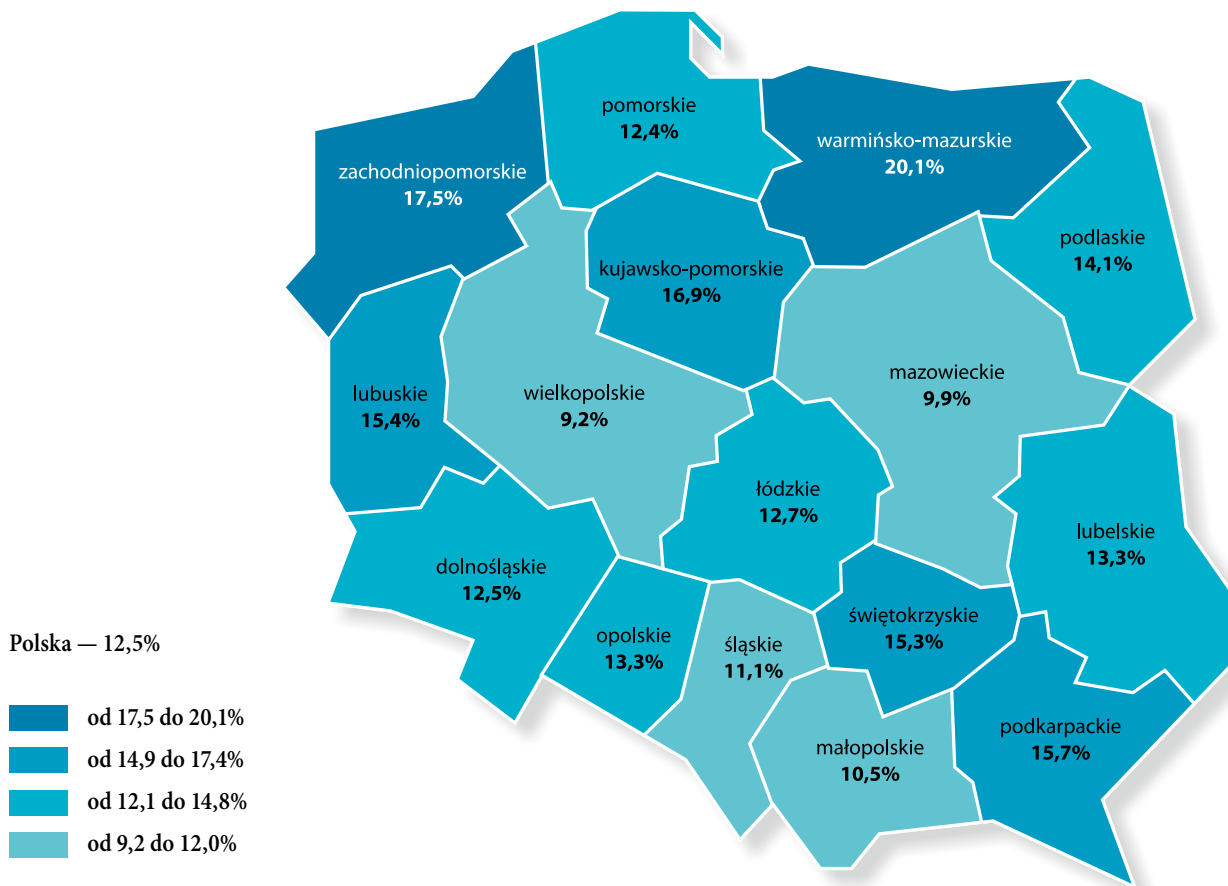 pomorskie
12,4%
warmińsko-mazurskie
20,1%
zachodniopomorskie
17,5%
podlaskie
14,1%
kujawsko-pomorskie
16,9%
lubuskie
15,4%
wielkopolskie
9,2%
mazowieckie
9,9%
łódzkie
12,7%
lubelskie
13,3%
dolnośląskie
12,5%
opolskie
13,3%
śląskie
11,1%
świętokrzyskie
15,3%
małopolskie
10,5%
podkarpackie
15,7%
Polska — 12,5%
od 17,5 do 20,1%
od 14,9 do 17,4%
od 12,1 do 14,8%
od 9,2 do 12,0%